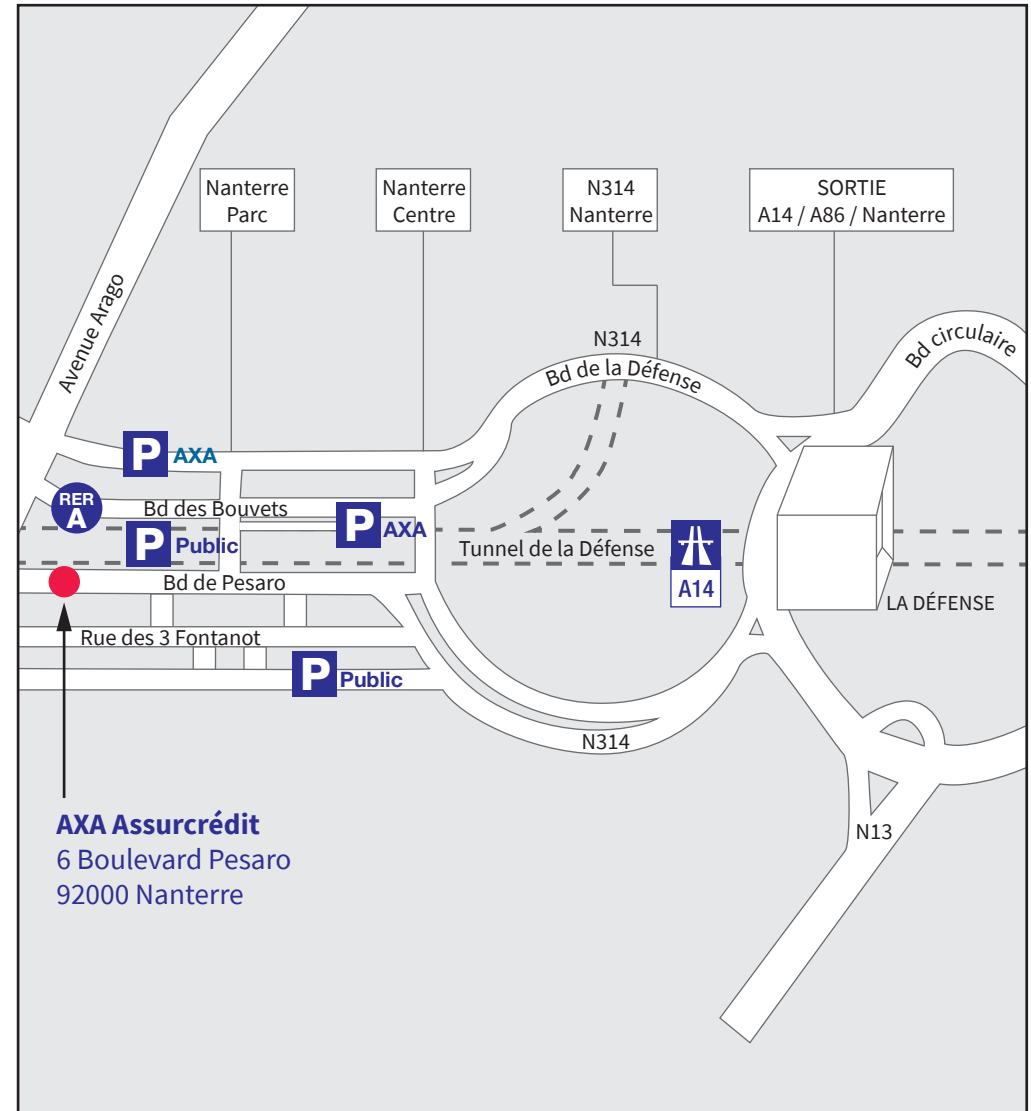 Nanterre
Parc
Nanterre
Centre
N314
Nanterre
SORTIE
A14 / A86 / Nanterre
Avenue Arago
N314
Bd de la Défense
Bd circulaire
P AXA
RER
A
Bd des Bouvets
P AXA
P Public
Tunnel de la Défense
A14
Bd de Pesaro
LA DÉFENSE
Rue des 3 Fontanot
P Public
N314
N13
AXA Assurcrédit
6 Boulevard Pesaro
92000 Nanterre